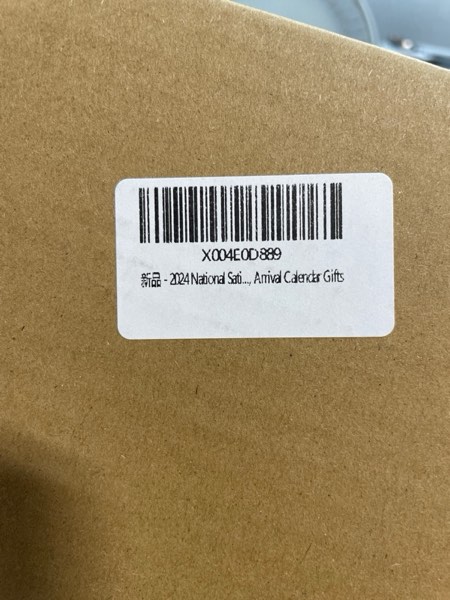 X004E0D889
新品 - 2024 National Sati..., Arrival Calendar Gifts